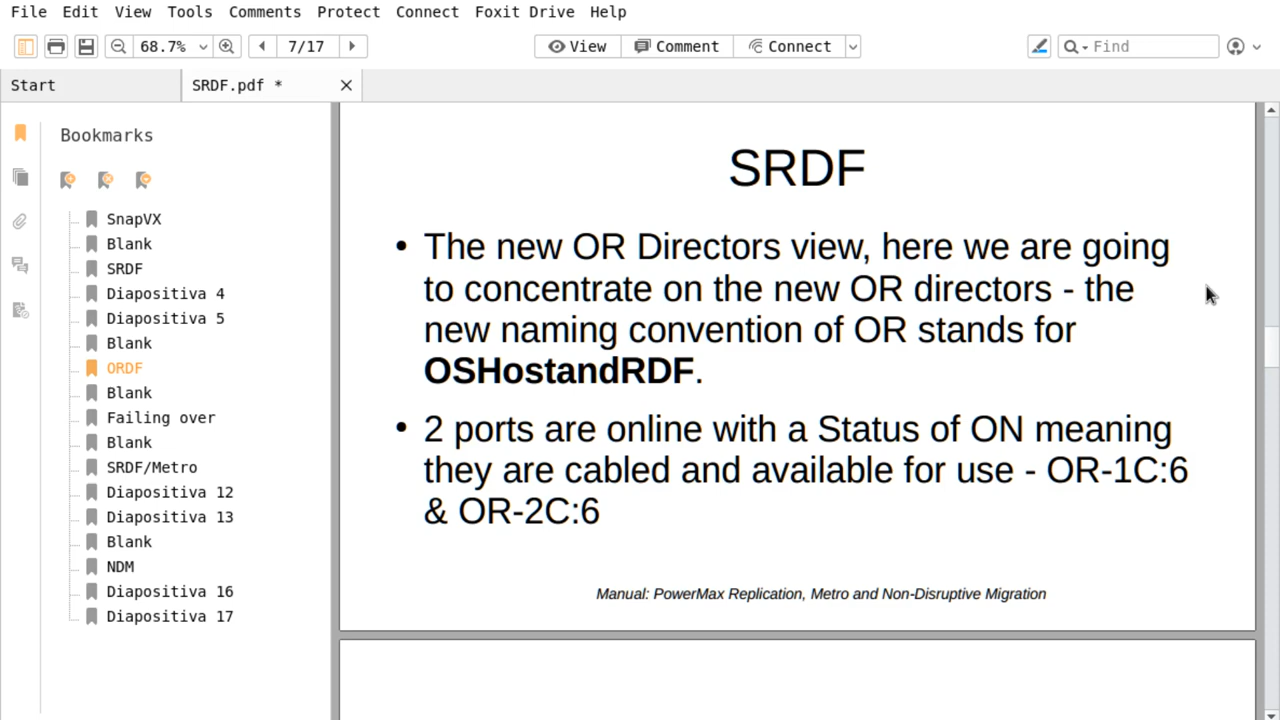 File Edit View Tools Comments Protect Connect Foxit Drive Help
68.7% 7/17 View Comment Connect Find
Start SRDF.pdf *
Bookmarks
SnapVX
Blank
SRDF
Diapositiva 4
Diapositiva 5
Blank
ORDF
Blank
Failing over
Blank
SRDF/Metro
Diapositiva 12
Diapositiva 13
Blank
NDM
Diapositiva 16
Diapositiva 17
SRDF
• The new OR Directors view, here we are going
to concentrate on the new OR directors - the
new naming convention of OR stands for
OSHostandRDF.
• 2 ports are online with a Status of ON meaning
they are cabled and available for use - OR-1C:6
& OR-2C:6
Manual: PowerMax Replication, Metro and Non-Disruptive Migration